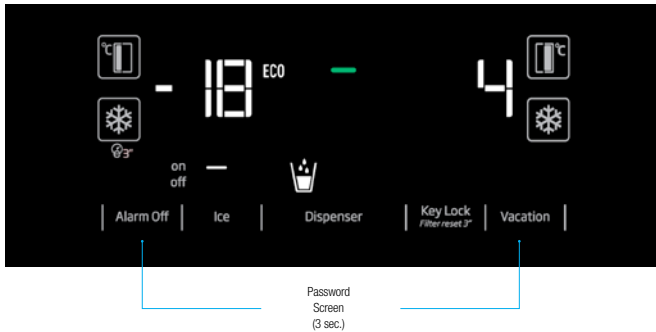 °C
-18 ECO
4
°C
3"
on
off
Alarm Off
Ice
Dispenser
Key Lock
Filter reset 3"
Vacation
Password
Screen
(3 sec.)